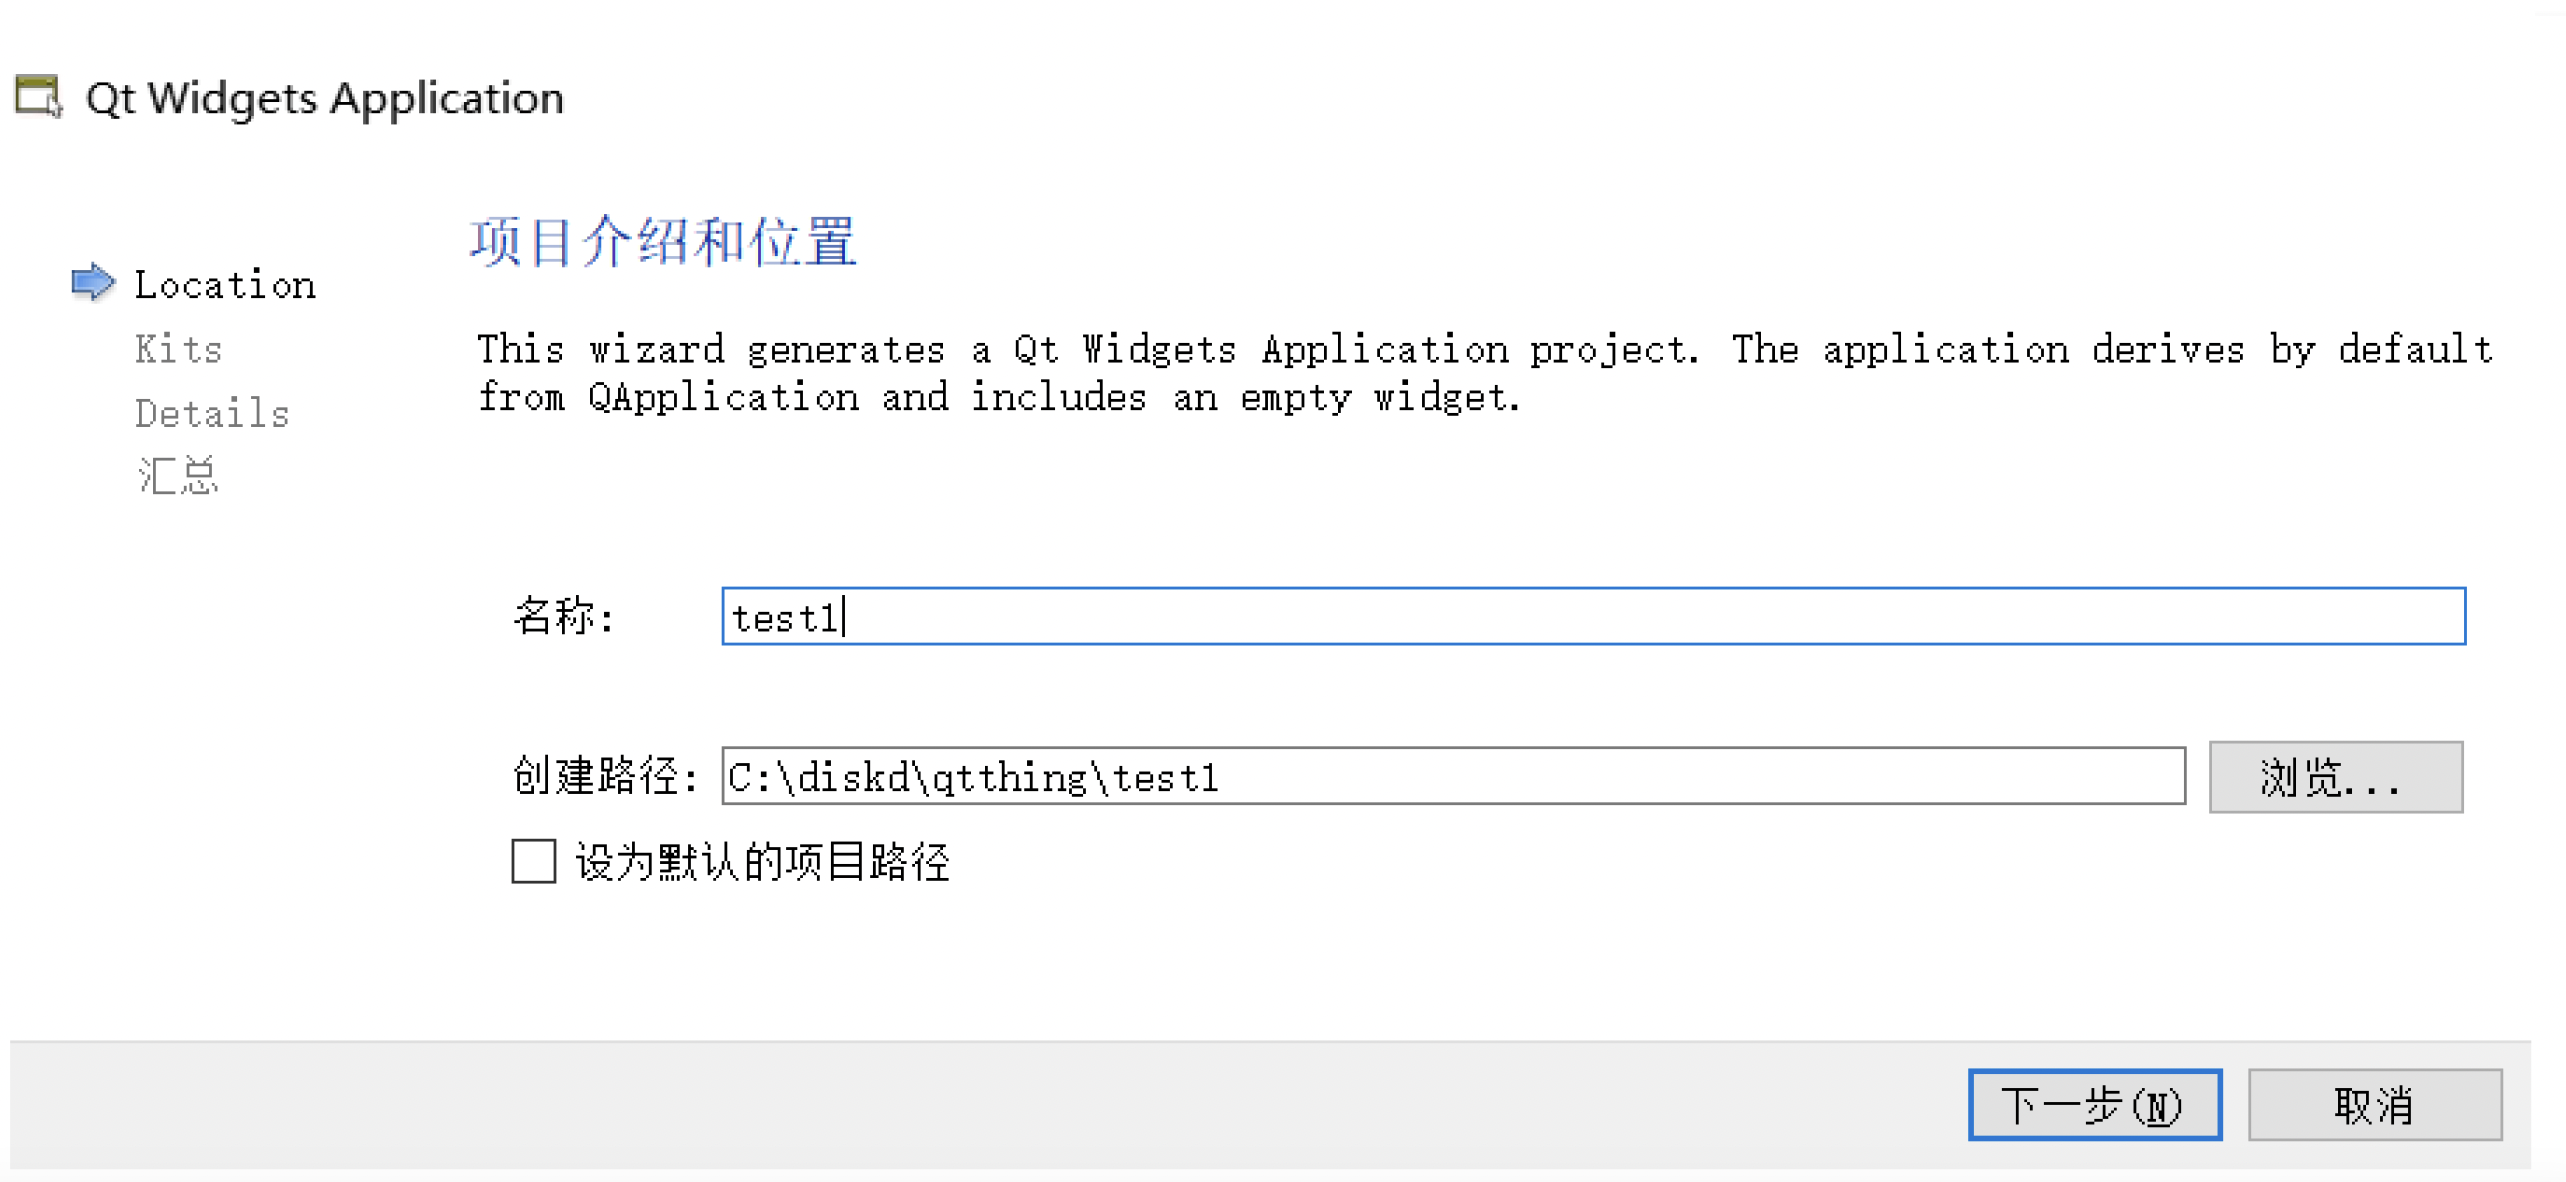 Qt Widgets Application
项目介绍和位置
Location
Kits
Details
汇总
This wizard generates a Qt Widgets Application project. The application derives by default
from QApplication and includes an empty widget.
名称: test1
创建路径: C:\diskd\qtthing\test1 浏览...
设为默认的项目路径
下一步(N) 取消